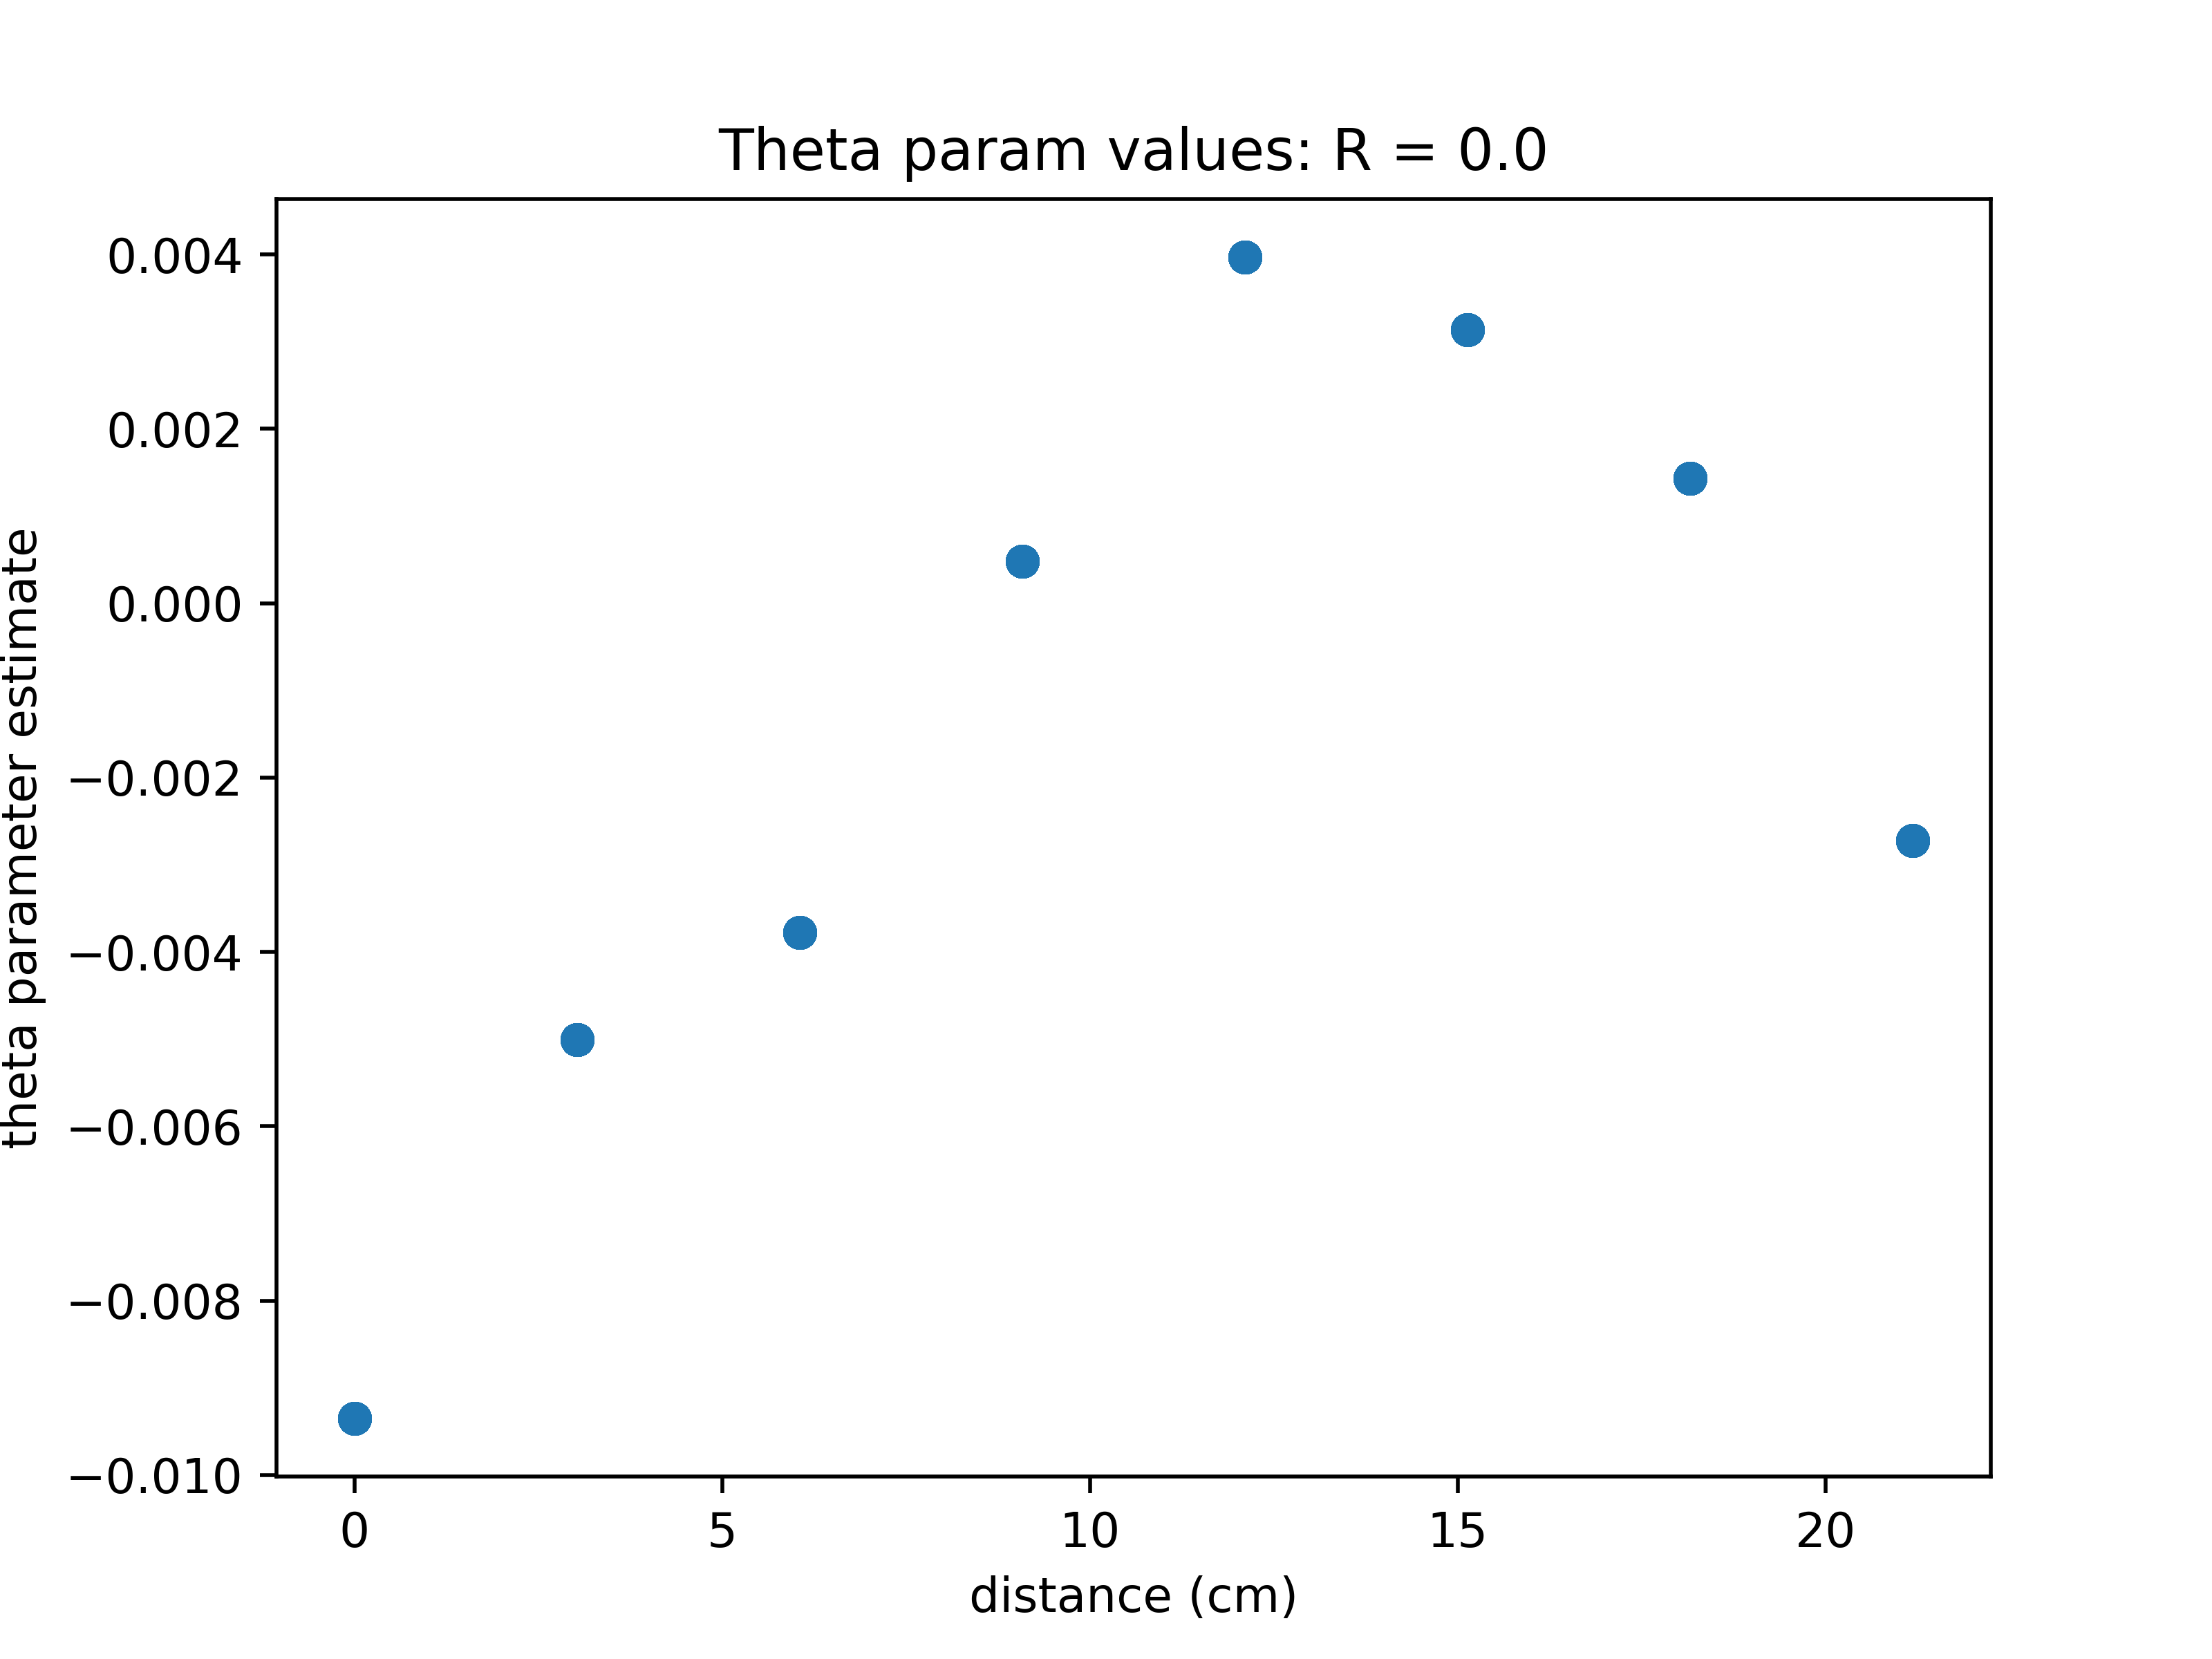 Theta param values: R = 0.0
0.004
0.002
0.000
−0.002
−0.004
−0.006
−0.008
−0.010
theta parameter estimate
0 5 10 15 20
distance (cm)